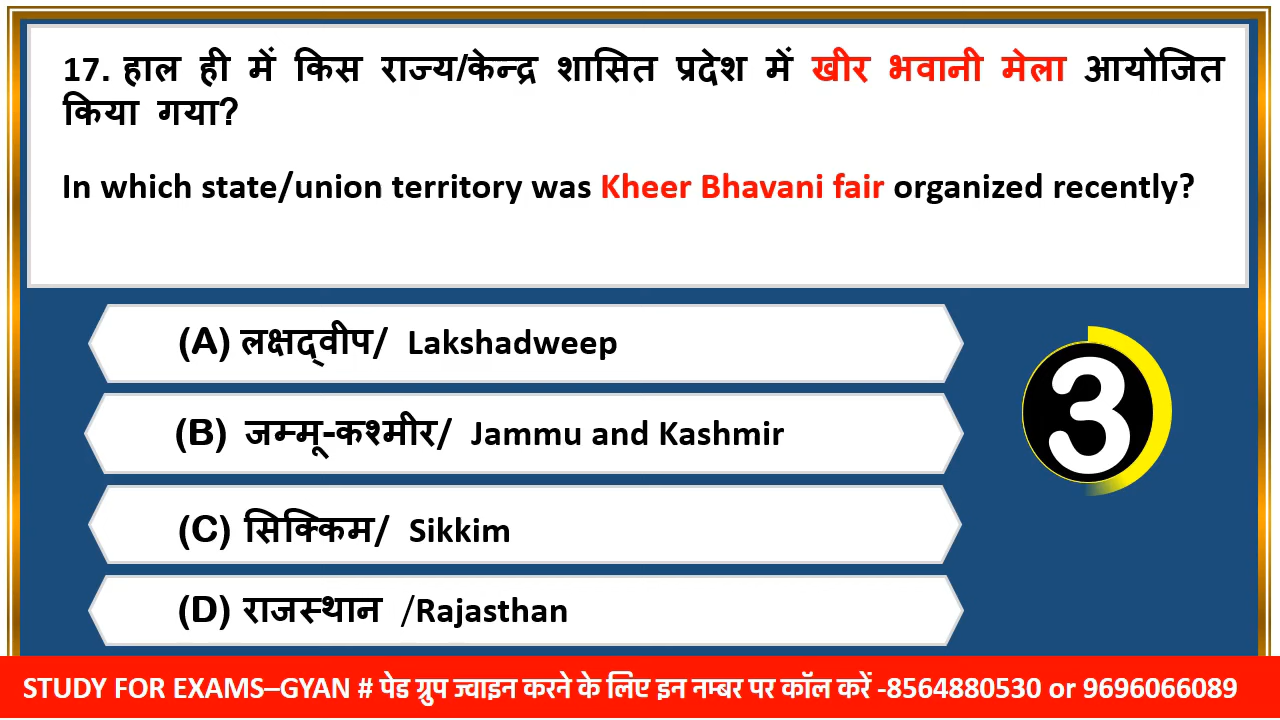 17. हाल ही में किस राज्य/केन्द्र शासित प्रदेश में खीर भवानी मेला आयोजित
किया गया?
In which state/union territory was Kheer Bhavani fair organized recently?
(A) लक्षद्वीप/ Lakshadweep
(B) जम्मू-कश्मीर/ Jammu and Kashmir
3
(C) सिक्किम/ Sikkim
(D) राजस्थान /Rajasthan
STUDY FOR EXAMS–GYAN # पेड ग्रुप ज्वाइन करने के लिए इन नम्बर पर कॉल करें -8564880530 or 9696066089